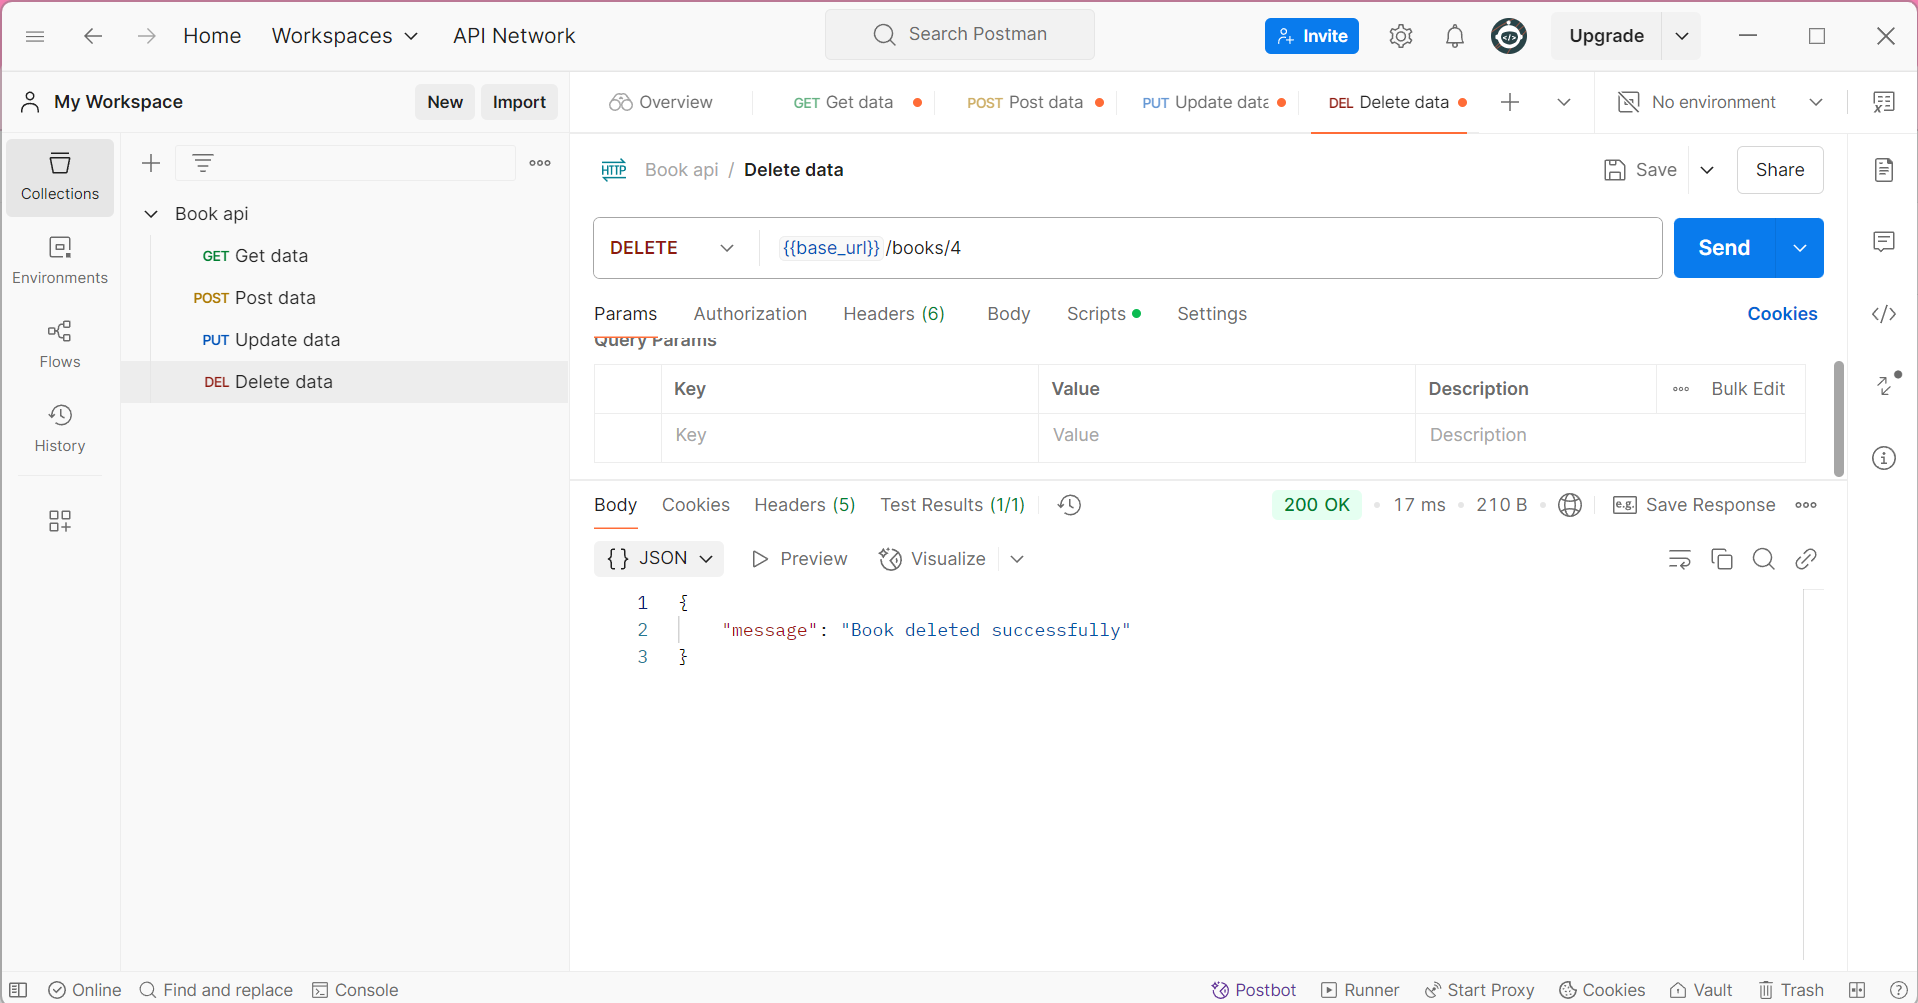 Home Workspaces API Network Search Postman Invite Upgrade
My Workspace New Import Overview GET Get data POST Post data PUT Update data DEL Delete data No environment
Collections
Environments
Flows
History
Book api
GET Get data
POST Post data
PUT Update data
DEL Delete data
HTTP Book api / Delete data Save Share
DELETE {{base_url}} /books/4 Send
Params Authorization Headers (6) Body Scripts Settings Cookies
Query Params
Key Value Description Bulk Edit
Key Value Description
Body Cookies Headers (5) Test Results (1/1) 200 OK 17 ms 210 B e.g. Save Response
{} JSON Preview Visualize
1 {
2 "message": "Book deleted successfully"
3 }
Online Find and replace Console Postbot Runner Start Proxy Cookies Vault Trash